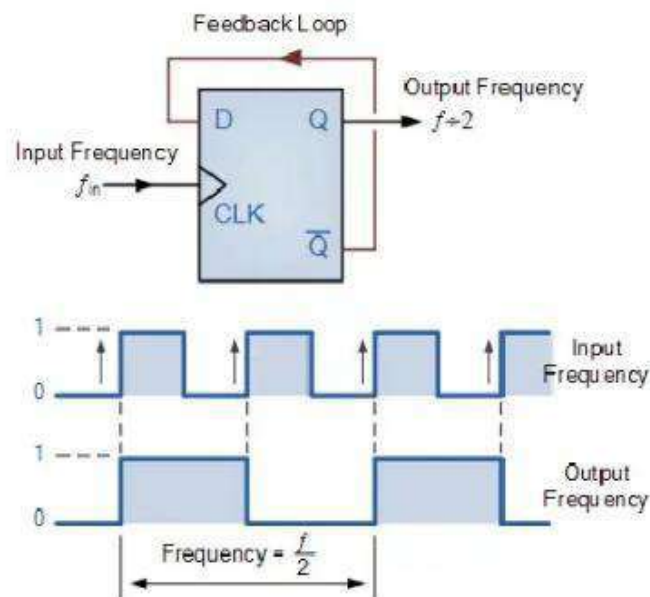 Feedback Loop
D
Q
Output Frequency
f÷2
Input Frequency
fin
CLK
Q̅
1
0
Input
Frequency
1
0
Output
Frequency
Frequency = f/2